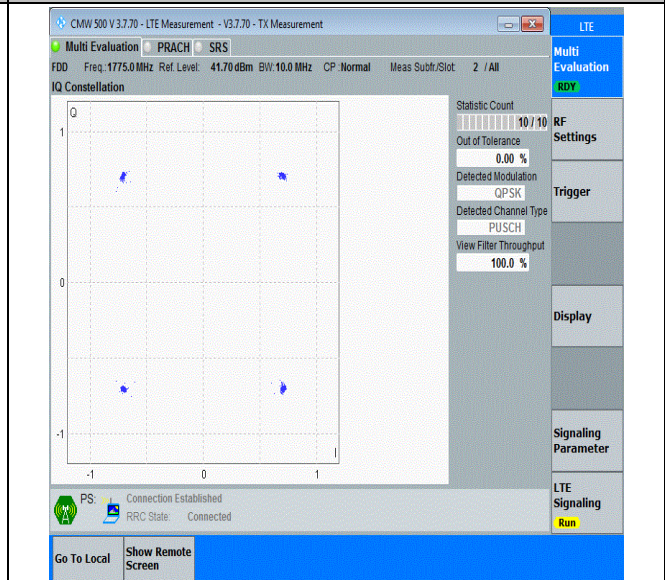 CMW 500 V 3.7.70 - LTE Measurement - V3.7.70 - TX Measurement
LTE
Multi Evaluation PRACH SRS
FDD Freq.:1775.0 MHz Ref. Level: 41.70 dBm BW:10.0 MHz CP :Normal Meas Subfr./Slot: 2 / All
IQ Constellation
Q
1
0
-1
I
-1 0 1
Statistic Count
10 / 10
Out of Tolerance
0.00 %
Detected Modulation
QPSK
Detected Channel Type
PUSCH
View Filter Throughput
100.0 %
Multi
Evaluation
RDY
RF
Settings
Trigger
Display
Signaling
Parameter
LTE
Signaling
Run
PS: Connection Established
RRC State: Connected
Go To Local
Show Remote
Screen